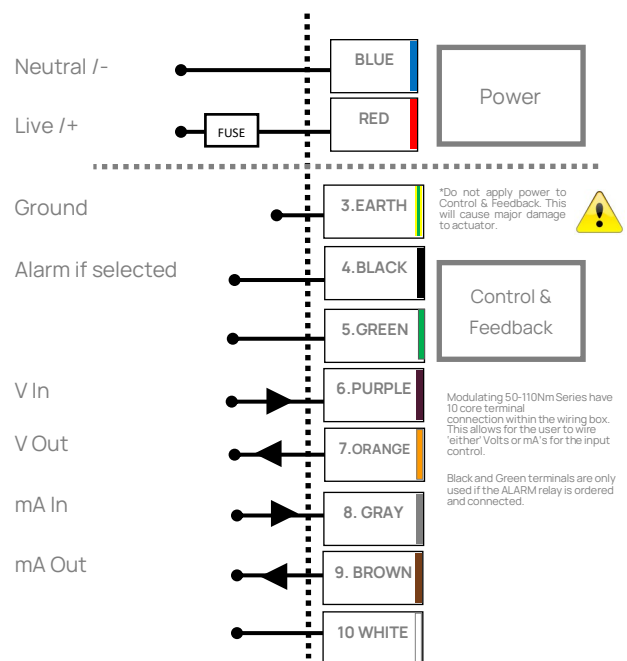 Neutral /-
BLUE
Power
Live /+
FUSE
RED
Ground
3.EARTH
*Do not apply power to
Control & Feedback. This
will cause major damage
to actuator.
Alarm if selected
4.BLACK
Control &
Feedback
5.GREEN
V In
6.PURPLE
Modulating 50-110Nm Series have
10 core terminal
connection within the wiring box.
This allows for the user to wire
'either' Volts or mA's for the input
control.
V Out
7.ORANGE
Black and Green terminals are only
used if the ALARM relay is ordered
and connected.
mA In
8. GRAY
mA Out
9. BROWN
10 WHITE